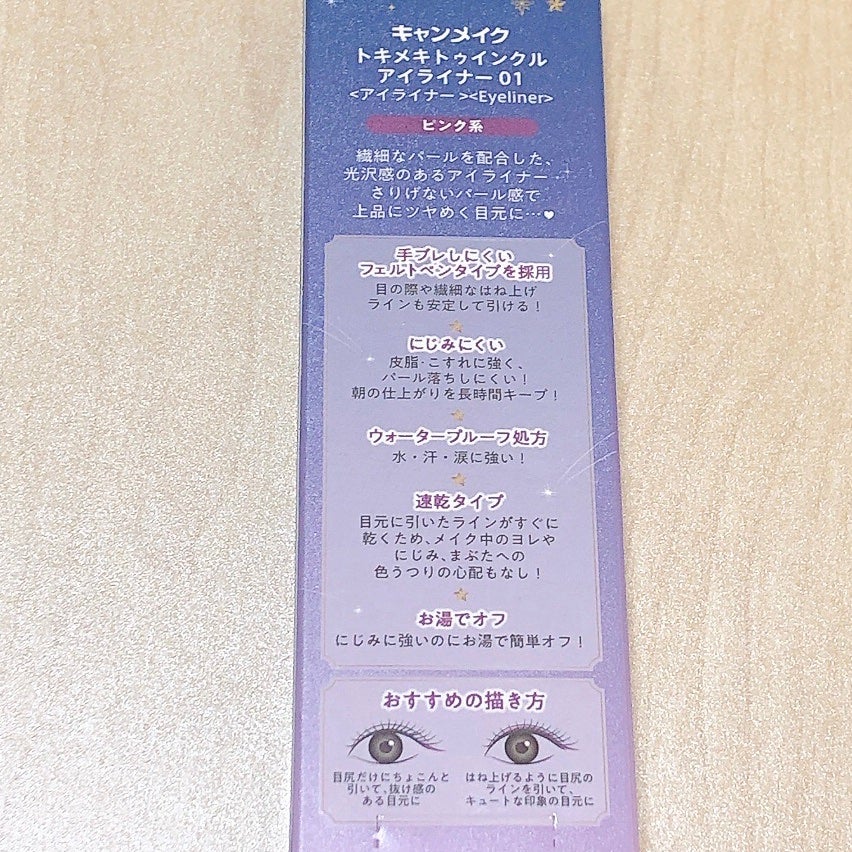 キャンメイク
トキメキトゥインクル
アイライナー 01
<アイライナー><Eyeliner>
ピンク系
繊細なパールを配合した、
光沢感のあるアイライナー。
さりげないパール感で
上品にツヤめく目元に…♥
手ブレしにくい
フェルトペンタイプを採用
目の際や繊細なはね上げ
ラインも安定して引ける！
にじみにくい
皮脂・こすれに強く、
パール落ちしにくい！
朝の仕上がりを長時間キープ！
ウォータープルーフ処方
水・汗・涙に強い！
速乾タイプ
目元に引いたラインがすぐに
乾くため、メイク中のヨレや
にじみ、まぶたへの
色うつりの心配もなし！
お湯でオフ
にじみに強いのにお湯で簡単オフ！
おすすめの描き方
目尻だけにちょこんと
引いて、抜け感の
ある目元に
はね上げるように目尻の
ラインを引いて、
キュートな印象の目元に